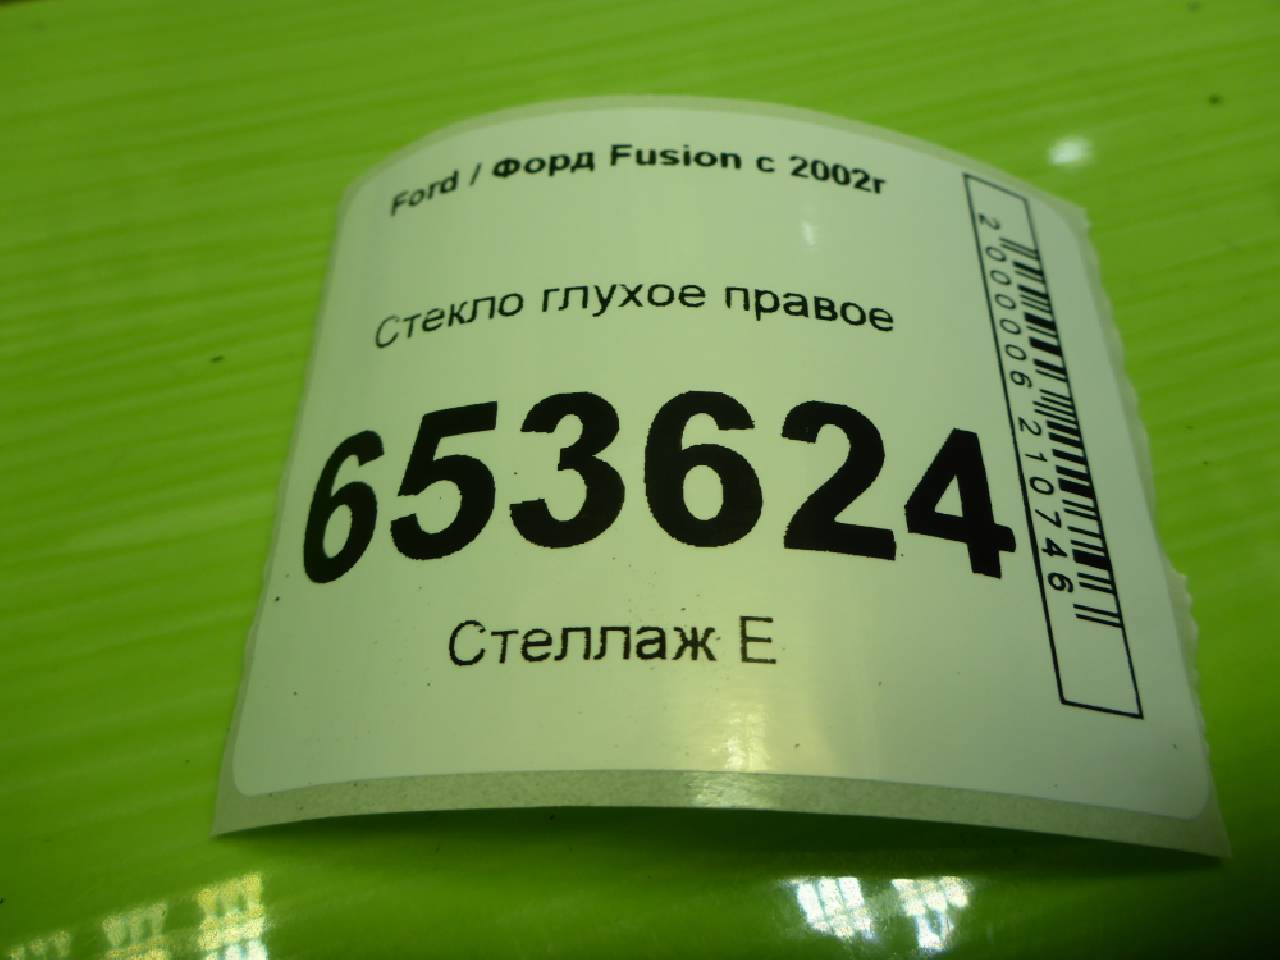 Ford / Форд Fusion с 2002г
Стекло глухое правое
653624
Стеллаж Е
2000006210746